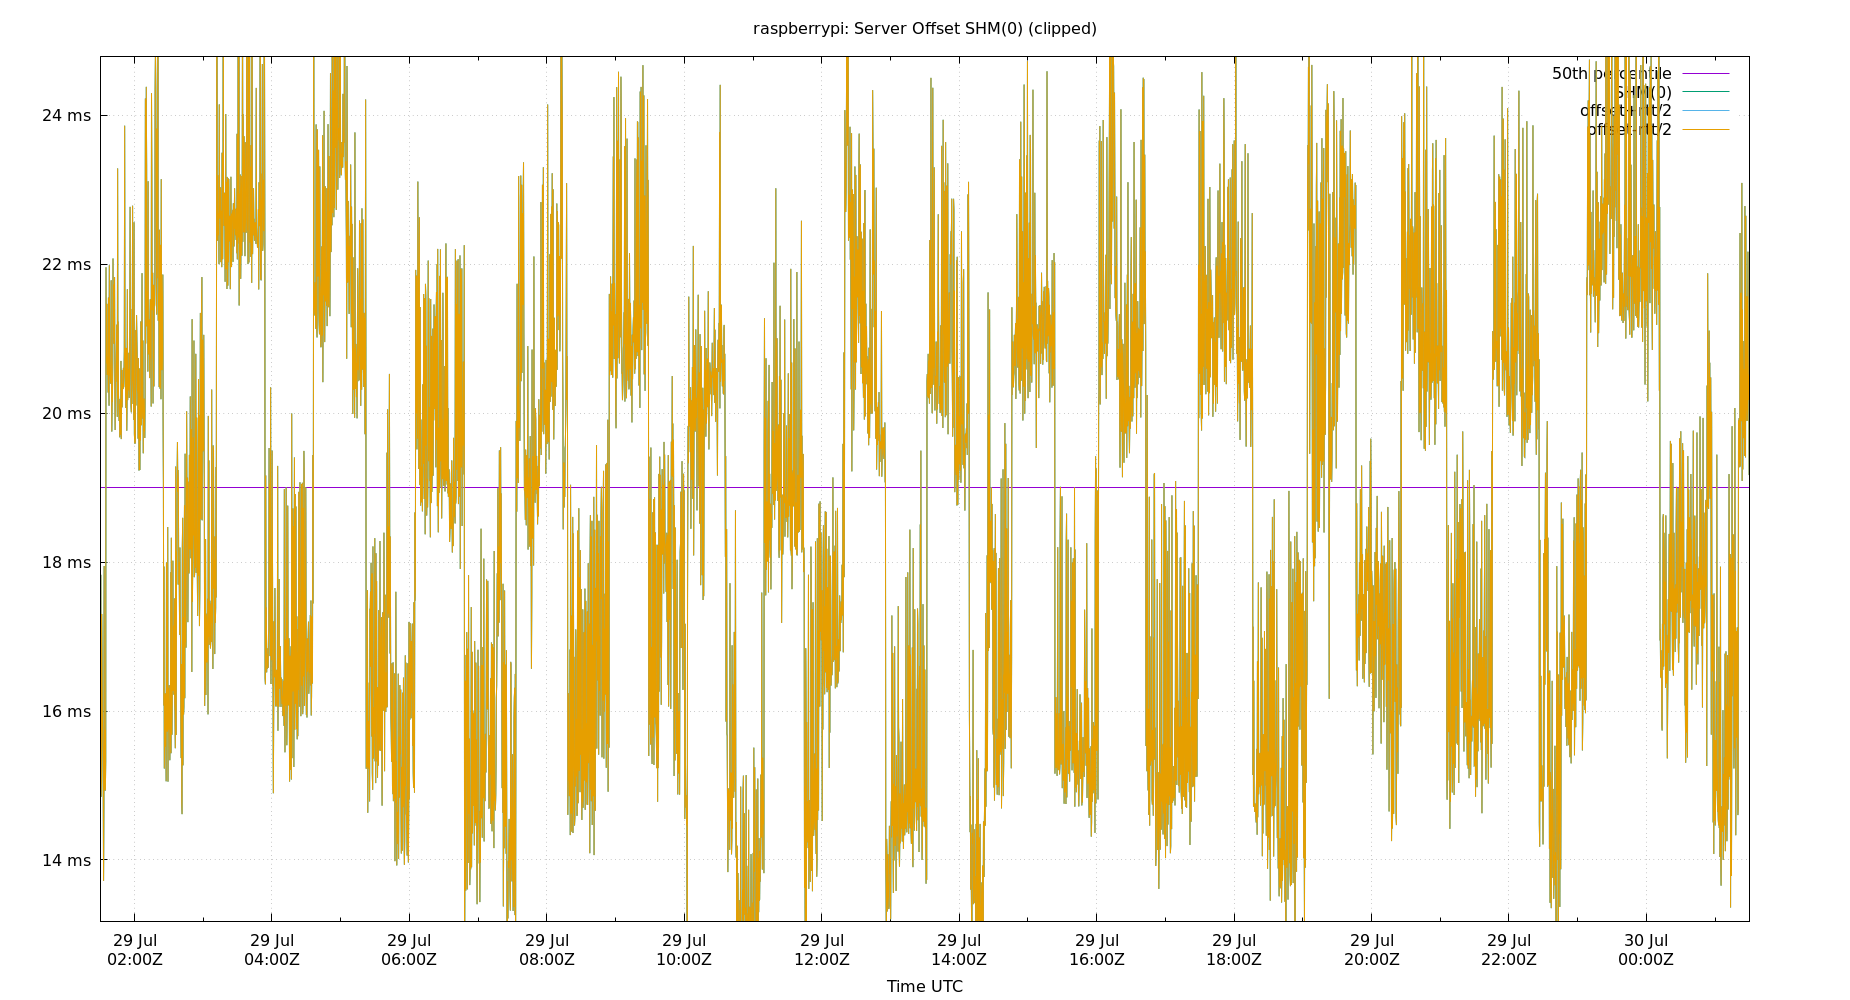 raspberrypi: Server Offset SHM(0) (clipped)
50th percentile
SHM(0)
offset+rtt/2
offset-rtt/2
24 ms
22 ms
20 ms
18 ms
16 ms
14 ms
29 Jul 29 Jul 29 Jul 29 Jul 29 Jul 29 Jul 29 Jul 29 Jul 29 Jul 29 Jul 29 Jul 30 Jul
02:00Z 04:00Z 06:00Z 08:00Z 10:00Z 12:00Z 14:00Z 16:00Z 18:00Z 20:00Z 22:00Z 00:00Z
Time UTC